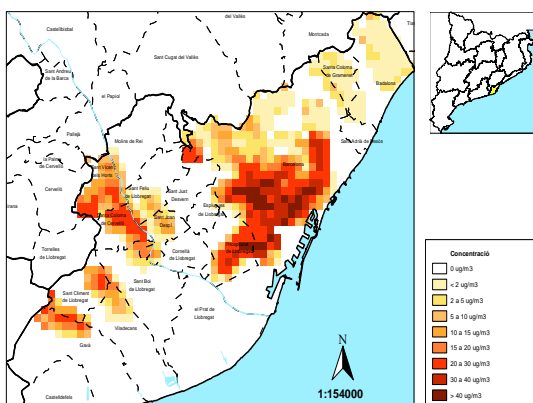 del Vallès
Castellbisbal
Montcada
Sant Cugat del Vallès
Santa Coloma
de Gramenet
Sant Andreu
de la Barca
Badalona
el Papiol
Pallejà
Molins de Rei
Sant Adrià de Besòs
la Palma
de Cervelló
Sant Vicenç
dels Horts
Barcelona
Cervelló
Sant Feliu
de Llobregat
Sant Just
Desvern
Esplugues
de Llobregat
Santa Coloma
de Cervelló
Sant Joan
Despí
Torrelles
de Llobregat
Cornellà
de Llobregat
L'Hospitalet
de Llobregat
Sant Boi
de Llobregat
Sant Climent
de Llobregat
el Prat de
Llobregat
Viladecans
Gavà
Castelldefels
N
1:154000
Concentració
0 ug/m3
< 2 ug/m3
2 a 5 ug/m3
5 a 10 ug/m3
10 a 15 ug/m3
15 a 20 ug/m3
20 a 30 ug/m3
30 a 40 ug/m3
> 40 ug/m3